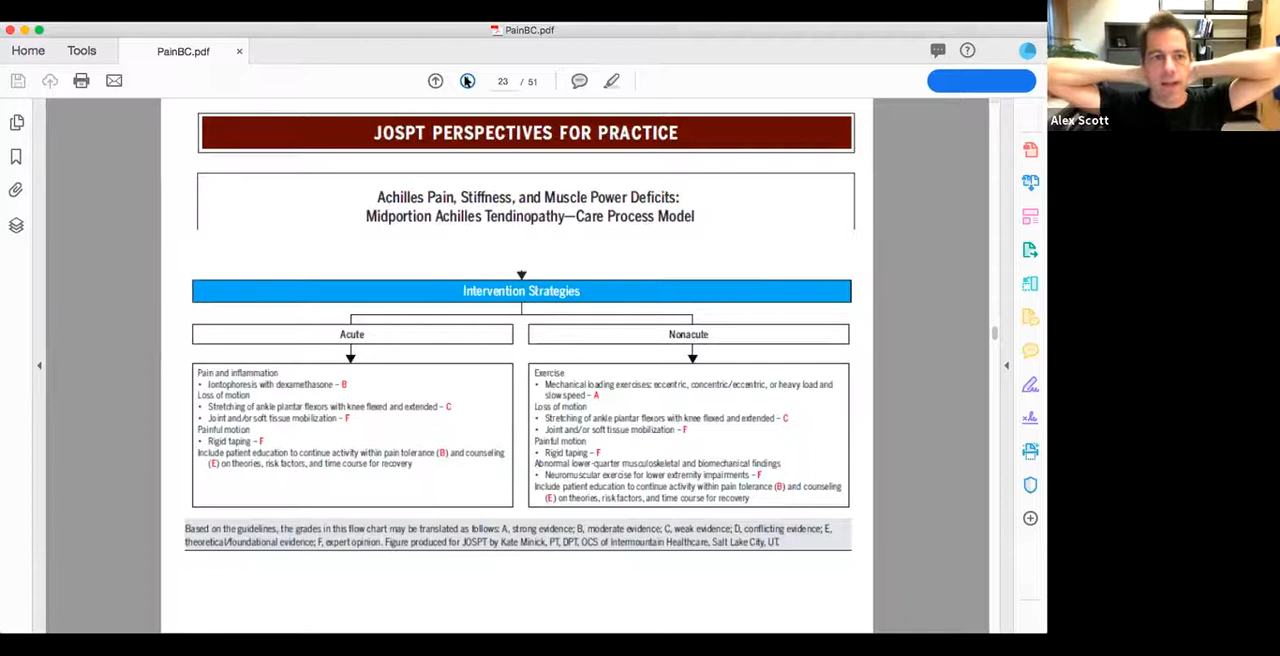 PainBC.pdf
Home Tools PainBC.pdf ×
23 / 51
Alex Scott
JOSPT PERSPECTIVES FOR PRACTICE
Achilles Pain, Stiffness, and Muscle Power Deficits:
Midportion Achilles Tendinopathy—Care Process Model
Intervention Strategies
Acute
Pain and inflammation
• Iontophoresis with dexamethasone – B
Loss of motion
• Stretching of ankle plantar flexors with knee flexed and extended – C
• Joint and/or soft tissue mobilization – F
Painful motion
• Rigid taping – F
Include patient education to continue activity within pain tolerance (B) and counseling
(E) on theories, risk factors, and time course for recovery
Nonacute
Exercise
• Mechanical loading exercises: eccentric, concentric/eccentric, or heavy load and
slow speed – A
Loss of motion
• Stretching of ankle plantar flexors with knee flexed and extended – C
• Joint and/or soft tissue mobilization – F
Painful motion
• Rigid taping – F
Abnormal lower-quarter musculoskeletal and biomechanical findings
• Neuromuscular exercise for lower extremity impairments – F
Include patient education to continue activity within pain tolerance (B) and counseling
(E) on theories, risk factors, and time course for recovery
Based on the guidelines, the grades in this flow chart may be translated as follows: A, strong evidence; B, moderate evidence; C, weak evidence; D, conflicting evidence; E,
theoretical/foundational evidence; F, expert opinion. Figure produced for JOSPT by Kate Minick, PT, DPT, OCS of Intermountain Healthcare, Salt Lake City, UT.